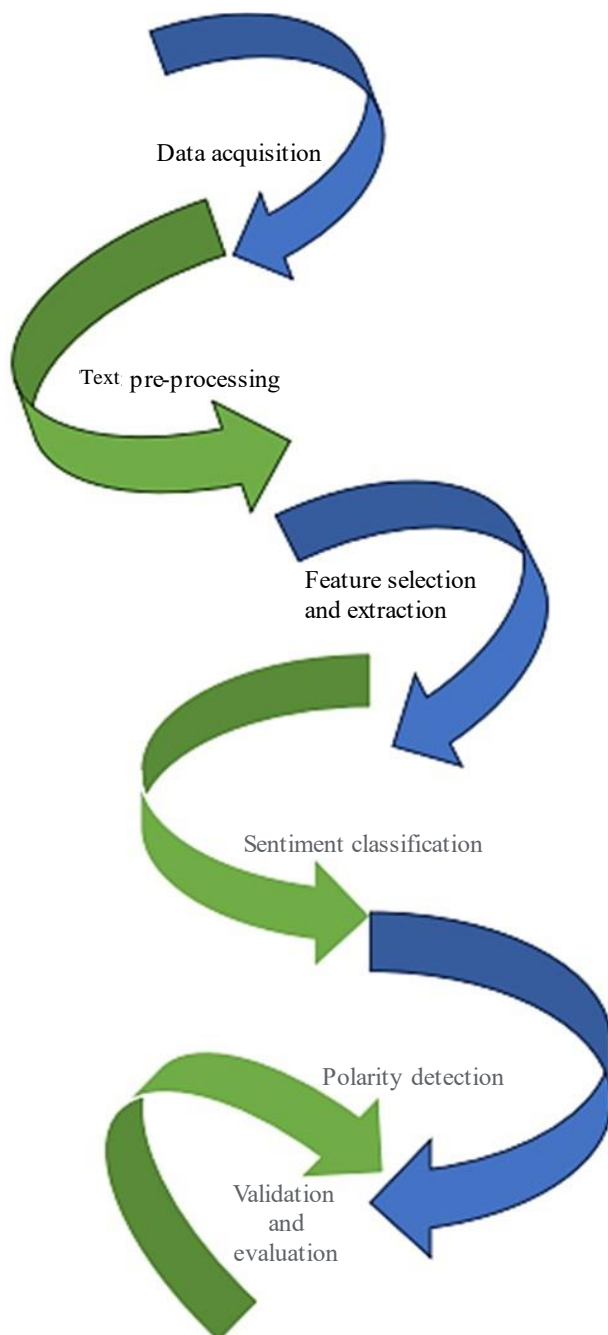 Data acquisition
Text pre-processing
Feature selection
and extraction
Sentiment classification
Polarity detection
Validation
and
evaluation